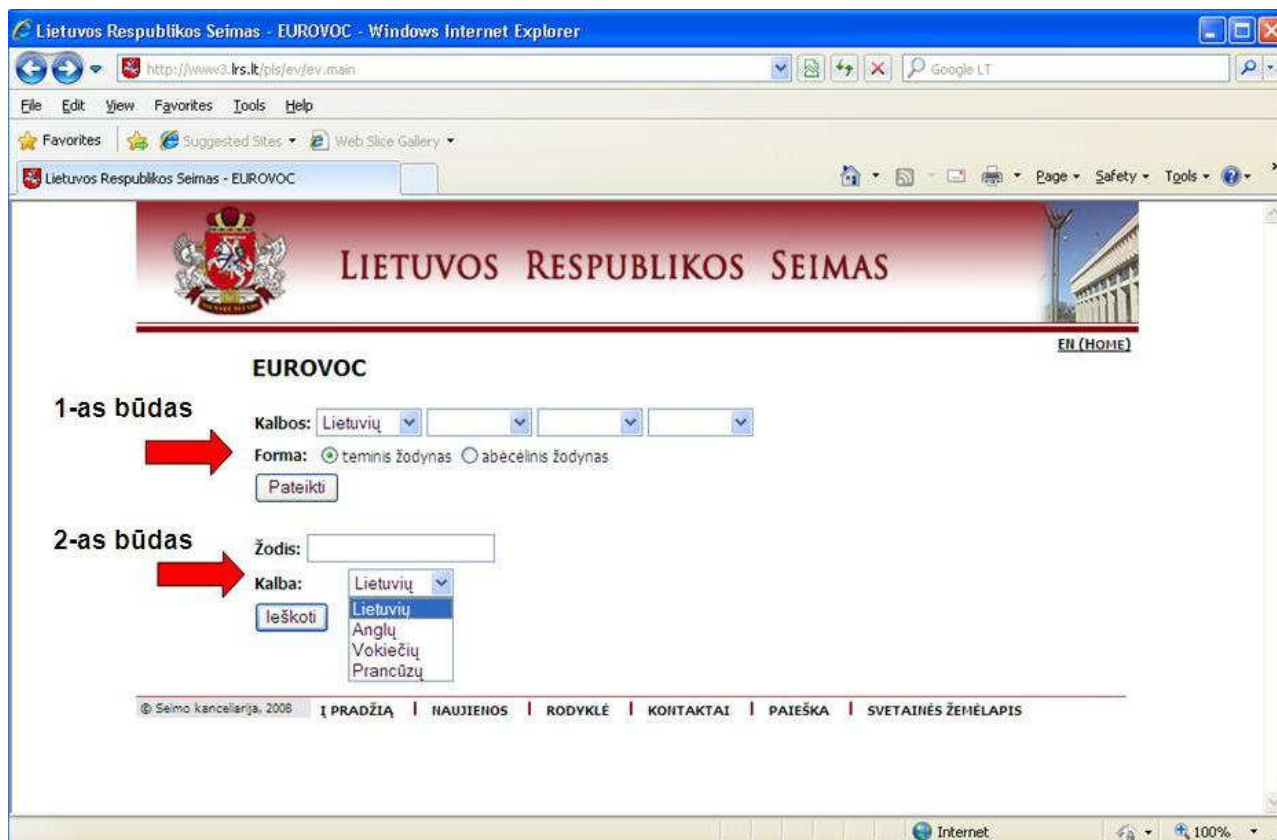 Lietuvos Respublikos Seimas - EUROVOC - Windows Internet Explorer
http://www3.lrs.lt/pls/ev/ev.main Google LT
File Edit View Favorites Tools Help
Favorites Suggested Sites Web Slice Gallery
Lietuvos Respublikos Seimas - EUROVOC Page Safety Tools
LIETUVOS RESPUBLIKOS SEIMAS
EN (HOME)
EUROVOC
1-as būdas
Kalbos: Lietuvių
Forma: teminis žodynas abėcėlinis žodynas
Pateikti
2-as būdas
Žodis:
Kalba: Lietuvių
Ieškoti
Lietuvių
Anglų
Vokiečių
Prancūzų
© Seimo kanceliarija, 2008 Į PRADŽIĄ | NAUJIENOS | RODYKLĖ | KONTAKTAI | PAIEŠKA | SVETAINĖS ŽEMĖLAPIS
Internet 100%